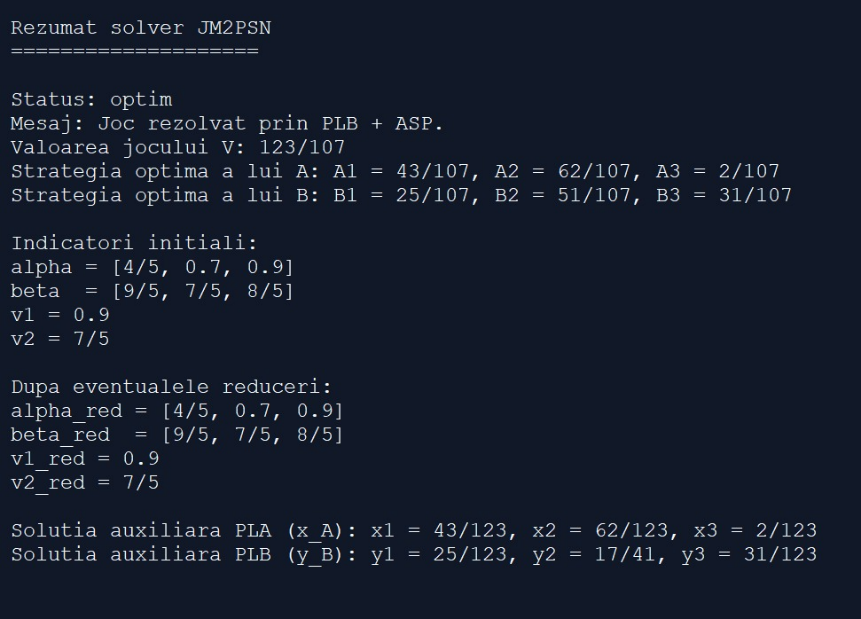 Rezumat solver JM2PSN
====================
Status: optim
Mesaj: Joc rezolvat prin PLB + ASP.
Valoarea jocului V: 123/107
Strategia optima a lui A: A1 = 43/107, A2 = 62/107, A3 = 2/107
Strategia optima a lui B: B1 = 25/107, B2 = 51/107, B3 = 31/107
Indicatori initiali:
alpha = [4/5, 0.7, 0.9]
beta  = [9/5, 7/5, 8/5]
v1 = 0.9
v2 = 7/5
Dupa eventualele reduceri:
alpha_red = [4/5, 0.7, 0.9]
beta_red  = [9/5, 7/5, 8/5]
v1_red = 0.9
v2_red = 7/5
Solutia auxiliara PLA (x_A): x1 = 43/123, x2 = 62/123, x3 = 2/123
Solutia auxiliara PLB (y_B): y1 = 25/123, y2 = 17/41, y3 = 31/123